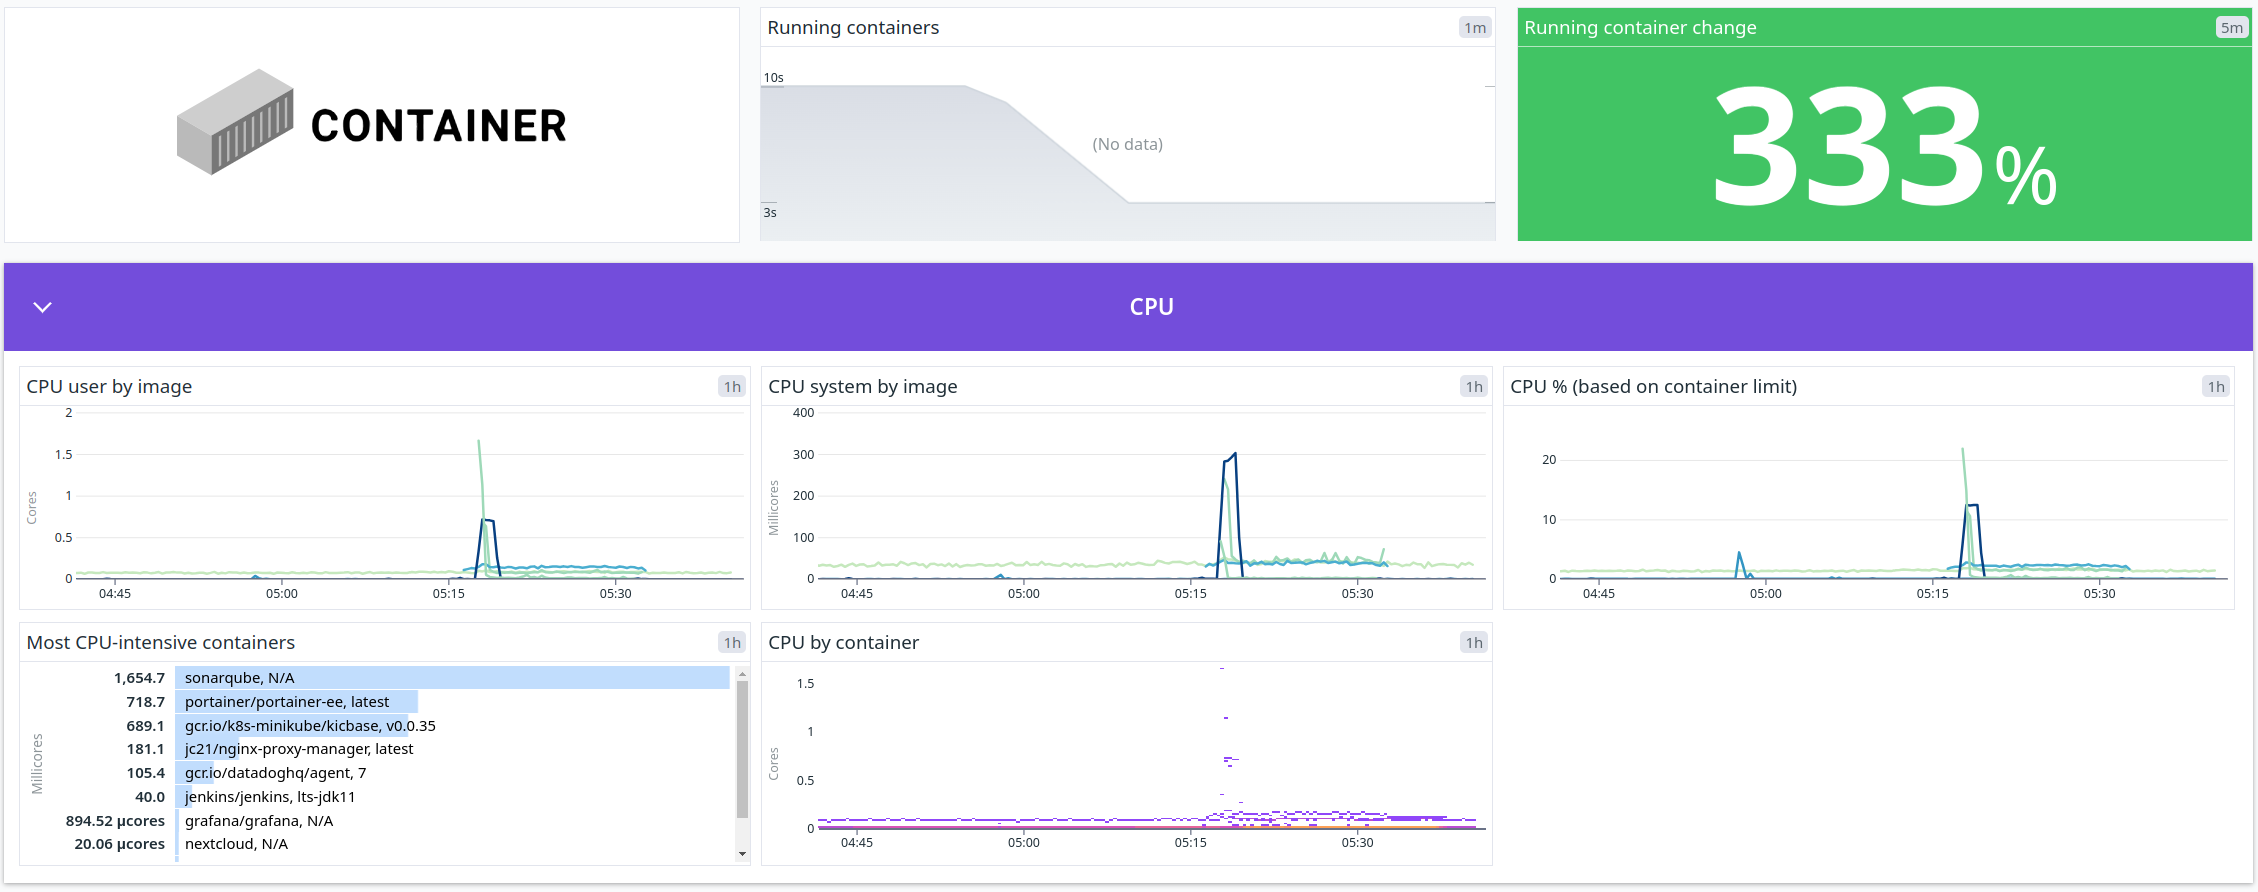 CONTAINER
Running containers 1m
10s
(No data)
3s
Running container change 5m
333%
CPU
CPU user by image 1h
Cores
2
1.5
1
0.5
0
04:45 05:00 05:15 05:30
CPU system by image 1h
Millicores
400
300
200
100
0
04:45 05:00 05:15 05:30
CPU % (based on container limit) 1h
20
10
0
04:45 05:00 05:15 05:30
Most CPU-intensive containers 1h
Millicores
1,654.7 sonarqube, N/A
718.7 portainer/portainer-ee, latest
689.1 gcr.io/k8s-minikube/kicbase, v0.0.35
181.1 jc21/nginx-proxy-manager, latest
105.4 gcr.io/datadoghq/agent, 7
40.0 jenkins/jenkins, lts-jdk11
894.52 µcores grafana/grafana, N/A
20.06 µcores nextcloud, N/A
CPU by container 1h
Cores
1.5
1
0.5
0
04:45 05:00 05:15 05:30